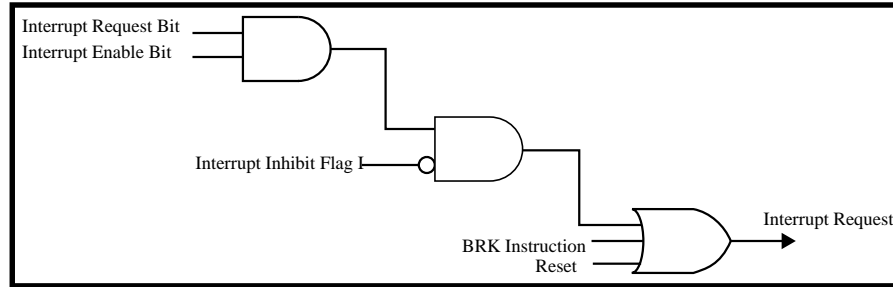 Interrupt Request Bit
Interrupt Enable Bit
Interrupt Inhibit Flag I
Interrupt Request
BRK Instruction
Reset